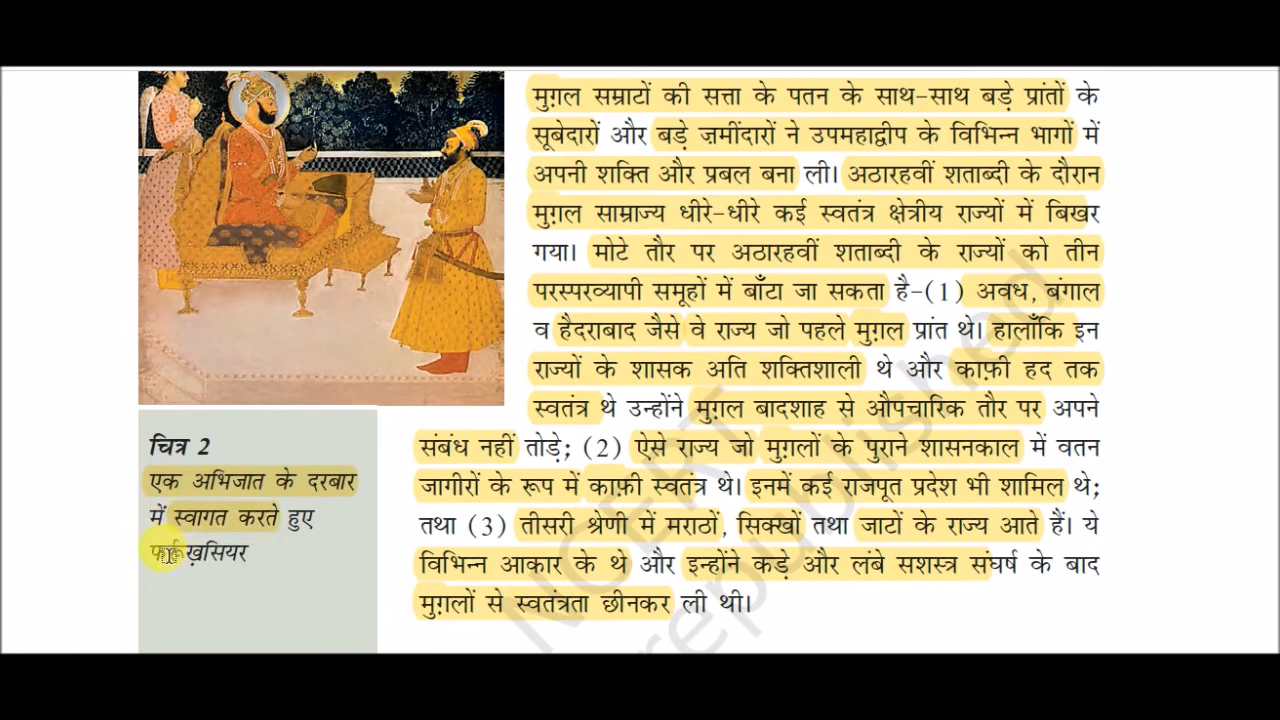 मुग़ल सम्राटों की सत्ता के पतन के साथ-साथ बड़े प्रांतों के
सूबेदारों और बड़े ज़मींदारों ने उपमहाद्वीप के विभिन्न भागों में
अपनी शक्ति और प्रबल बना ली। अठारहवीं शताब्दी के दौरान
मुग़ल साम्राज्य धीरे-धीरे कई स्वतंत्र क्षेत्रीय राज्यों में बिखर
गया। मोटे तौर पर अठारहवीं शताब्दी के राज्यों को तीन
परस्परव्यापी समूहों में बाँटा जा सकता है-(1) अवध, बंगाल
व हैदराबाद जैसे वे राज्य जो पहले मुग़ल प्रांत थे। हालाँकि इन
राज्यों के शासक अति शक्तिशाली थे और काफ़ी हद तक
स्वतंत्र थे उन्होंने मुग़ल बादशाह से औपचारिक तौर पर अपने
संबंध नहीं तोड़े; (2) ऐसे राज्य जो मुग़लों के पुराने शासनकाल में वतन
जागीरों के रूप में काफ़ी स्वतंत्र थे। इनमें कई राजपूत प्रदेश भी शामिल थे;
तथा (3) तीसरी श्रेणी में मराठों, सिक्खों तथा जाटों के राज्य आते हैं। ये
विभिन्न आकार के थे और इन्होंने कड़े और लंबे सशस्त्र संघर्ष के बाद
मुग़लों से स्वतंत्रता छीनकर ली थी।
चित्र 2
एक अभिजात के दरबार
में स्वागत करते हुए
फर्रुख़सियर
NCERT
republished